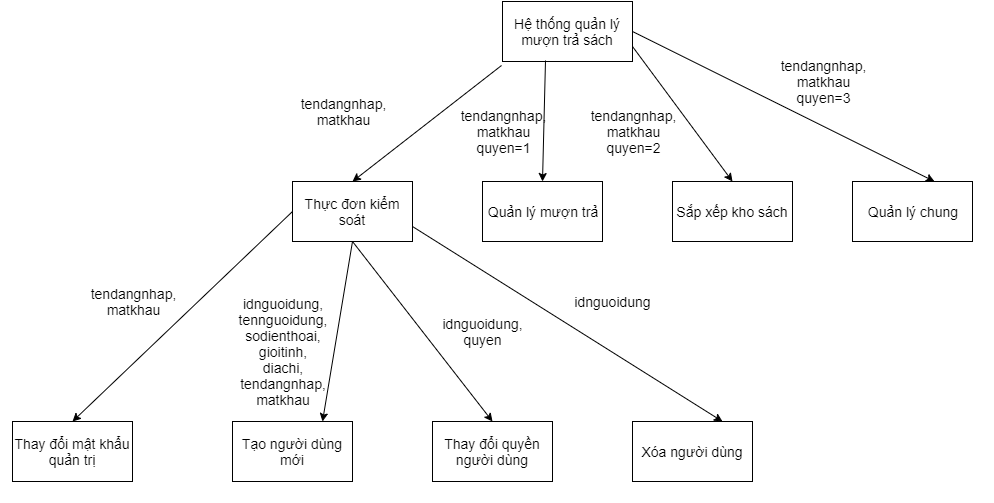 Hệ thống quản lý
mượn trả sách
tendangnhap,
matkhau
quyen=3
tendangnhap,
matkhau
tendangnhap,
matkhau
quyen=1
tendangnhap,
matkhau
quyen=2
Thực đơn kiểm
soát
Quản lý mượn trả
Sắp xếp kho sách
Quản lý chung
tendangnhap,
matkhau
idnguoidung,
tennguoidung,
sodienthoai,
gioitinh,
diachi,
tendangnhap,
matkhau
idnguoidung,
quyen
idnguoidung
Thay đổi mật khẩu
quản trị
Tạo người dùng
mới
Thay đổi quyền
người dùng
Xóa người dùng